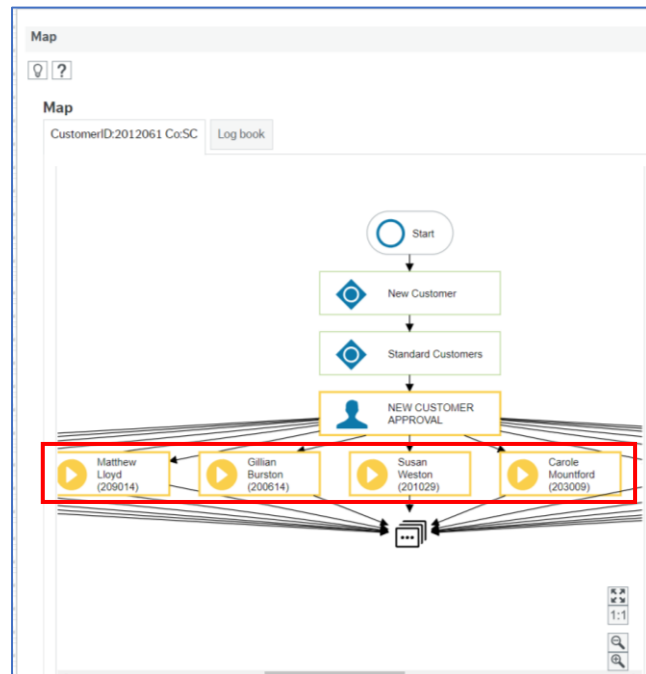 Map
?
Map
CustomerID:2012061 Co:SC
Log book
Start
New Customer
Standard Customers
NEW CUSTOMER
APPROVAL
Matthew
Lloyd
(209014)
Gillian
Burston
(200614)
Susan
Weston
(201029)
Carole
Mountford
(203009)
1:1